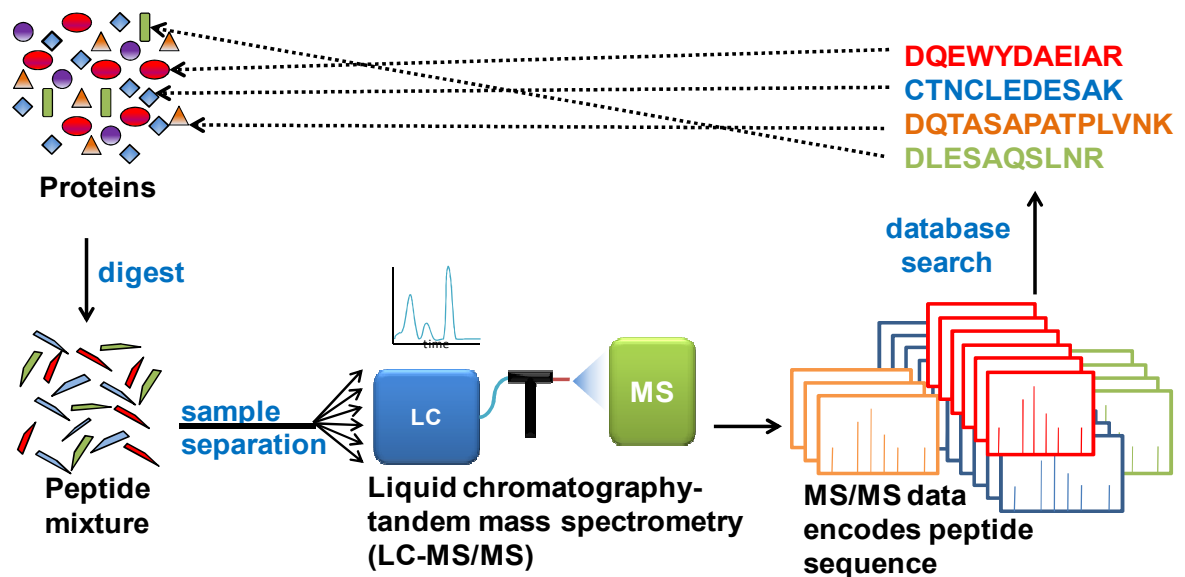 DQEWYDAEIAR
CTNCLEDESAK
DQTASAPATPLVNK
DLESAQSLNR
Proteins
digest
database
search
time
LC
MS
sample
separation
Peptide
mixture
Liquid chromatography-
tandem mass spectrometry
(LC-MS/MS)
MS/MS data
encodes peptide
sequence